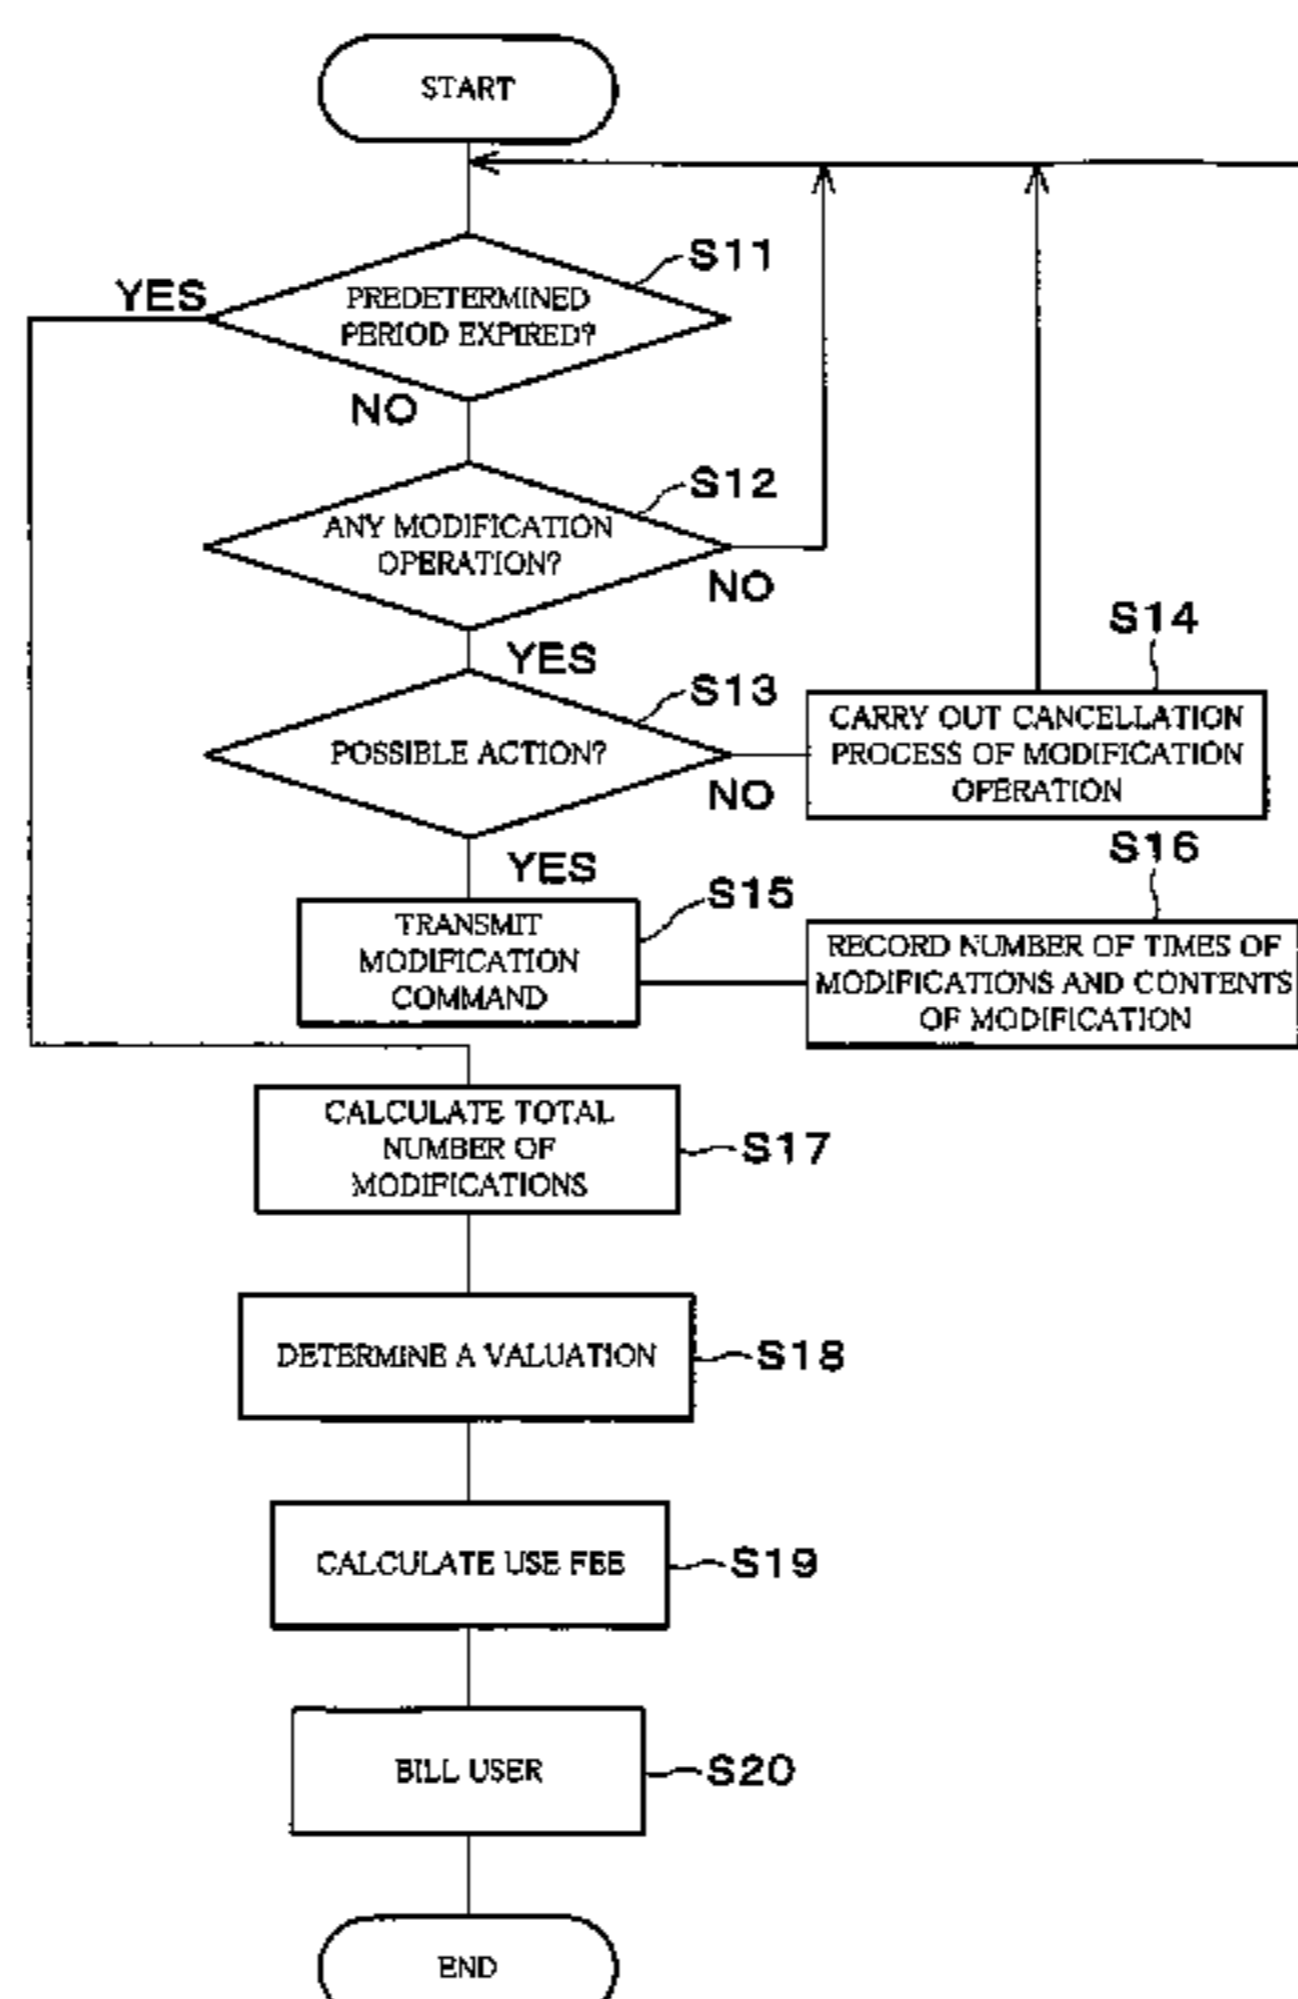 START
S11
YES
PREDETERMINED
PERIOD EXPIRED?
NO
S12
ANY MODIFICATION
OPERATION?
NO
YES
S13
POSSIBLE ACTION?
NO
YES
S14
CARRY OUT CANCELLATION
PROCESS OF MODIFICATION
OPERATION
S15
TRANSMIT
MODIFICATION
COMMAND
S16
RECORD NUMBER OF TIMES OF
MODIFICATIONS AND CONTENTS
OF MODIFICATION
CALCULATE TOTAL
NUMBER OF
MODIFICATIONS
S17
DETERMINE A VALUATION
S18
CALCULATE USE FEE
S19
BILL USER
S20
END